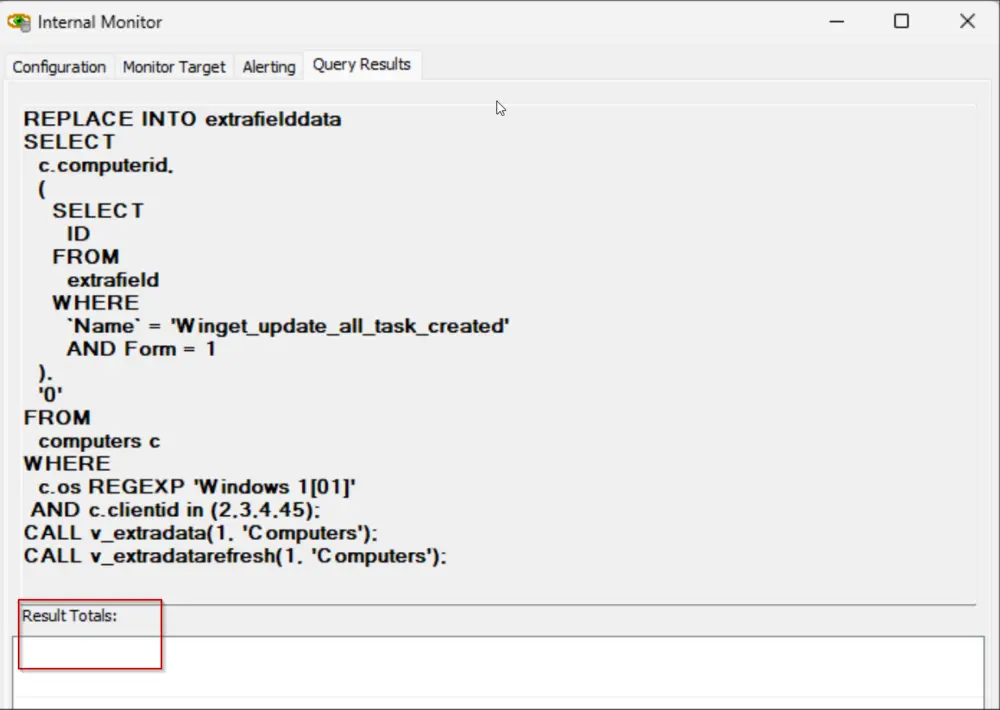 Internal Monitor
Configuration Monitor Target Alerting Query Results
REPLACE INTO extrafielddata
SELECT
c.computerid,
(
SELECT
ID
FROM
extrafield
WHERE
`Name` = 'Winget_update_all_task_created'
AND Form = 1
),
'0'
FROM
computers c
WHERE
c.os REGEXP 'Windows 1[01]'
AND c.clientid in (2,3,4,45);
CALL v_extradata(1, 'Computers');
CALL v_extradatarefresh(1, 'Computers');
Result Totals: